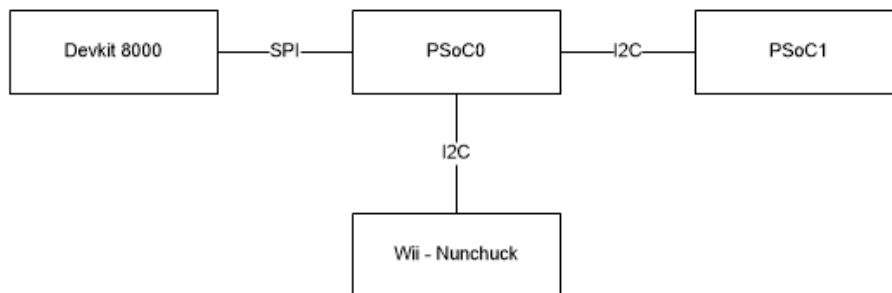 Devkit 8000
SPI
PSoC0
I2C
PSoC1
I2C
Wii - Nunchuck